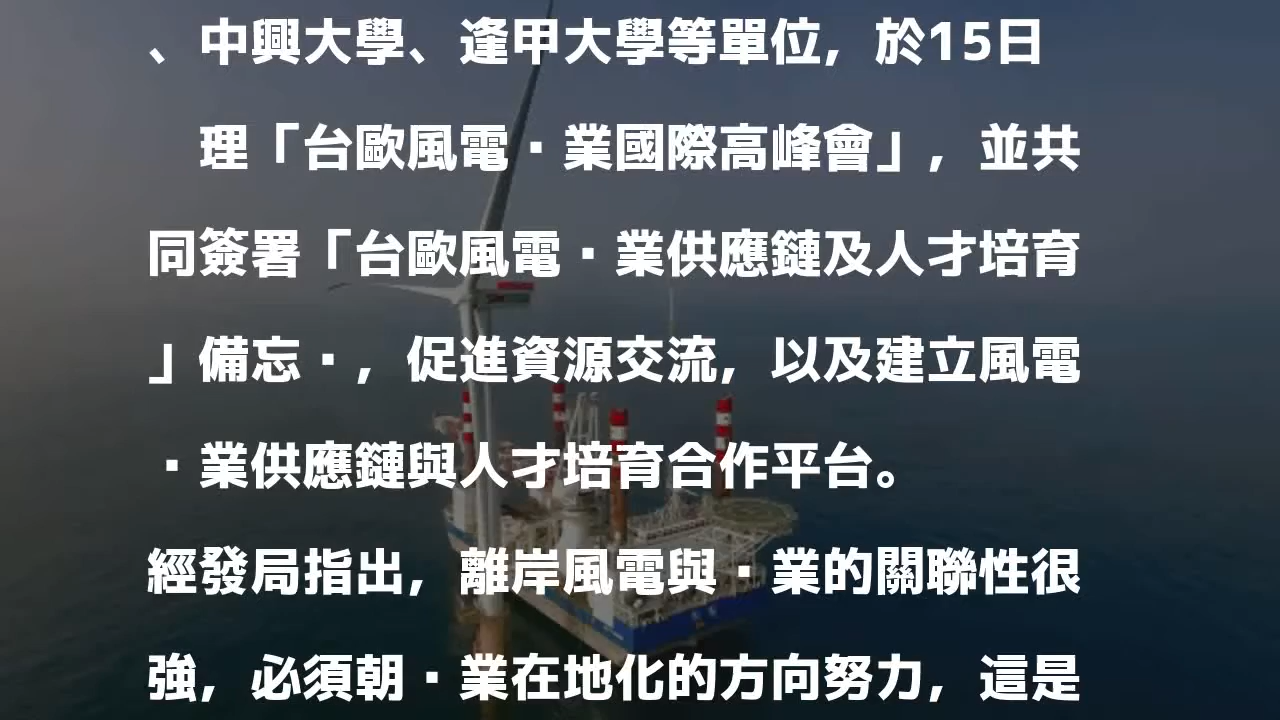 、中興大學、逢甲大學等單位，於15日
理「台歐風電▪業國際高峰會」，並共
同簽署「台歐風電▪業供應鏈及人才培育
」備忘▪，促進資源交流，以及建立風電
▪業供應鏈與人才培育合作平台。
經發局指出，離岸風電與▪業的關聯性很
強，必須朝▪業在地化的方向努力，這是